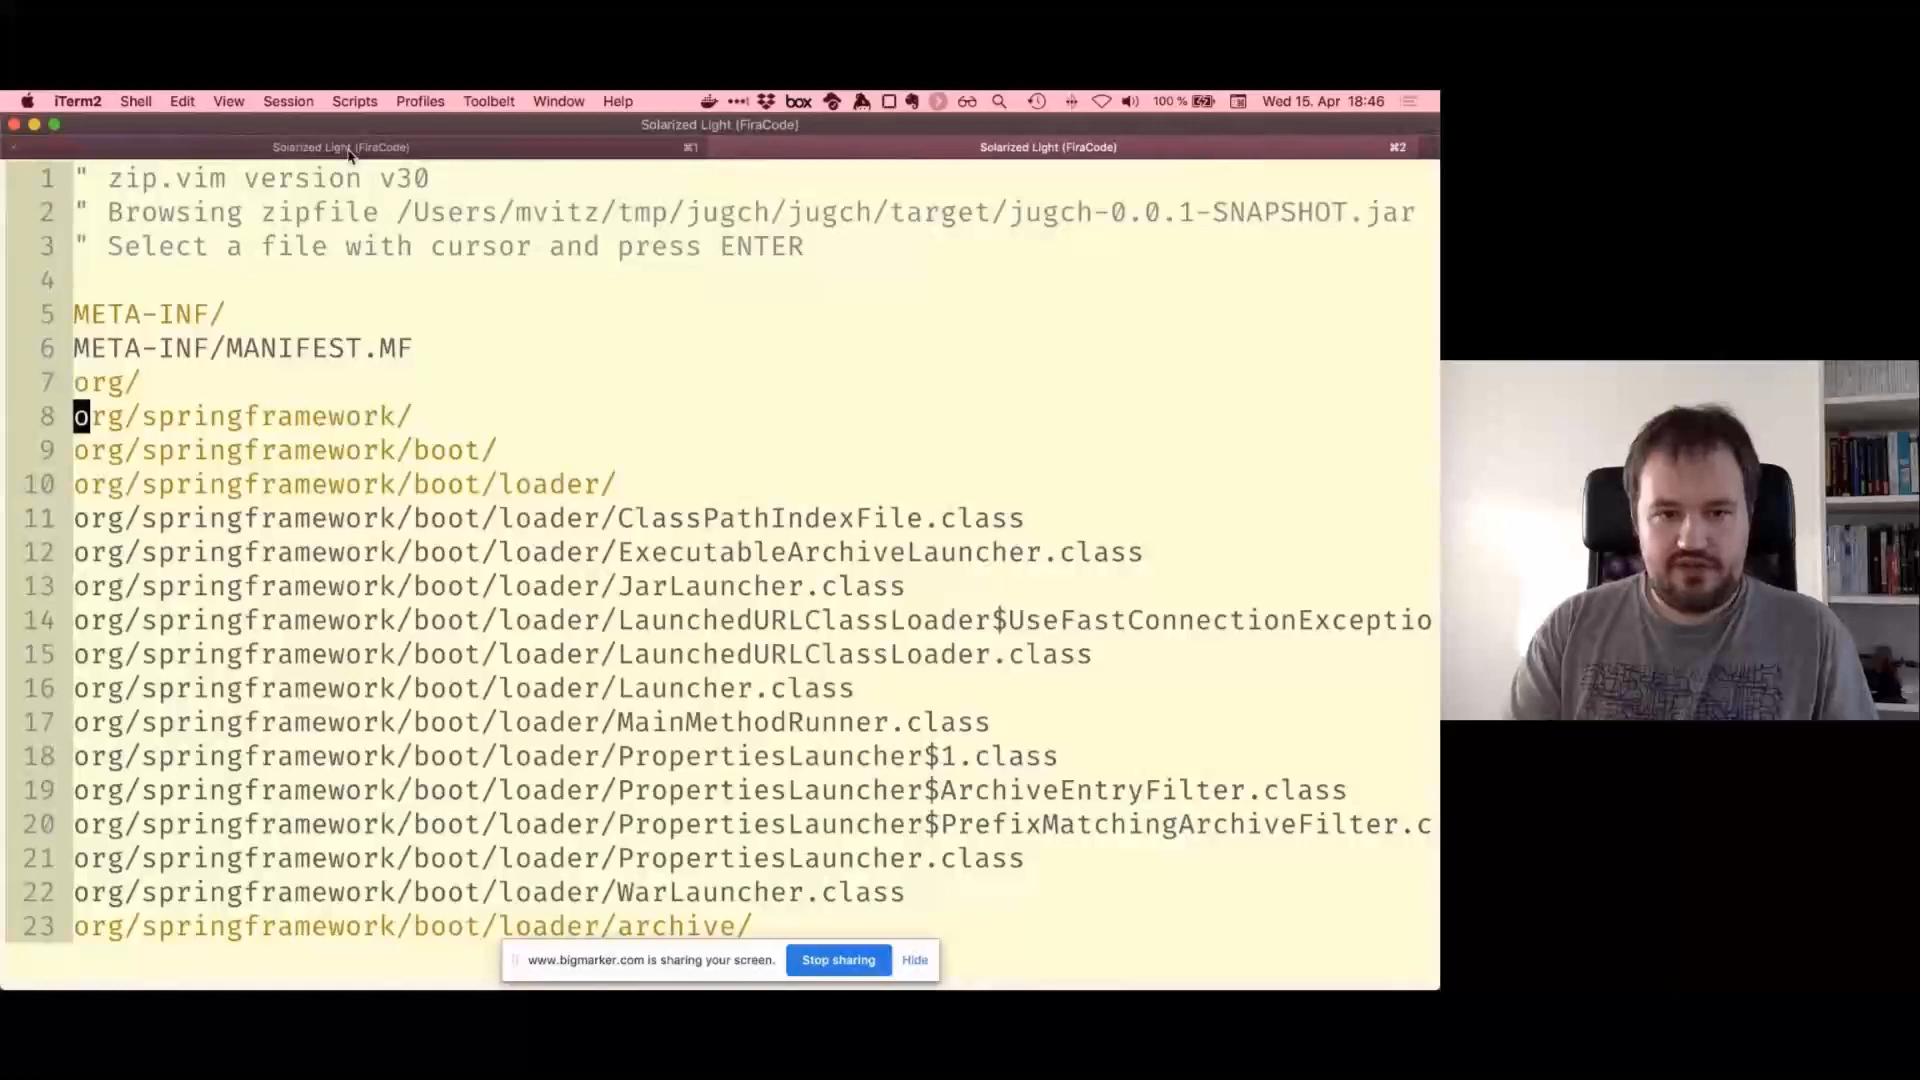 iTerm2 Shell Edit View Session Scripts Profiles Toolbelt Window Help box 100 % Wed 15. Apr 18:46
Solarized Light (FiraCode)
Solarized Light (FiraCode) ⌘1 Solarized Light (FiraCode) ⌘2
1 " zip.vim version v30
2 " Browsing zipfile /Users/mvitz/tmp/jugch/jugch/target/jugch-0.0.1-SNAPSHOT.jar
3 " Select a file with cursor and press ENTER
4
5 META-INF/
6 META-INF/MANIFEST.MF
7 org/
8 org/springframework/
9 org/springframework/boot/
10 org/springframework/boot/loader/
11 org/springframework/boot/loader/ClassPathIndexFile.class
12 org/springframework/boot/loader/ExecutableArchiveLauncher.class
13 org/springframework/boot/loader/JarLauncher.class
14 org/springframework/boot/loader/LaunchedURLClassLoader$UseFastConnectionExceptio
15 org/springframework/boot/loader/LaunchedURLClassLoader.class
16 org/springframework/boot/loader/Launcher.class
17 org/springframework/boot/loader/MainMethodRunner.class
18 org/springframework/boot/loader/PropertiesLauncher$1.class
19 org/springframework/boot/loader/PropertiesLauncher$ArchiveEntryFilter.class
20 org/springframework/boot/loader/PropertiesLauncher$PrefixMatchingArchiveFilter.c
21 org/springframework/boot/loader/PropertiesLauncher.class
22 org/springframework/boot/loader/WarLauncher.class
23 org/springframework/boot/loader/archive/
www.bigmarker.com is sharing your screen. Stop sharing Hide